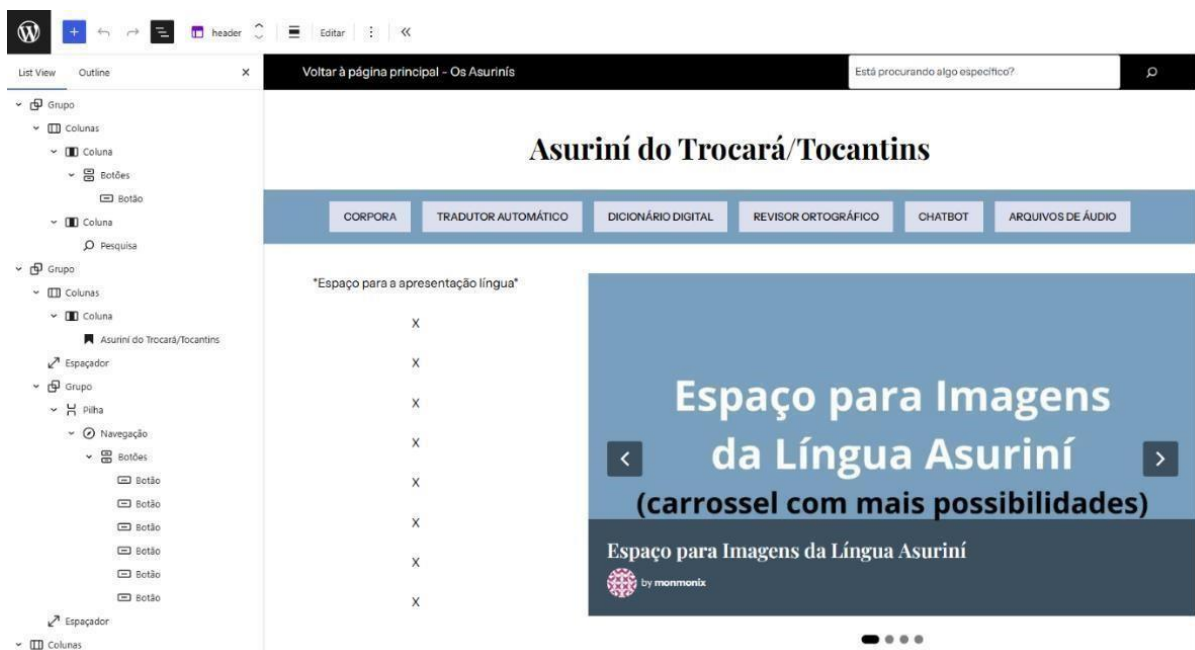 header
Editar
List View Outline X
Grupo
Colunas
Coluna
Botões
Botão
Coluna
Pesquisa
Grupo
Colunas
Coluna
Asuriní do Trocará/Tocantins
Espaçador
Grupo
Pilha
Navegação
Botões
Botão
Botão
Botão
Botão
Botão
Botão
Espaçador
Colunas
Voltar à página principal - Os Asurinís
Está procurando algo específico?
Asuriní do Trocará/Tocantins
CORPORA TRADUTOR AUTOMÁTICO DICIONÁRIO DIGITAL REVISOR ORTOGRÁFICO CHATBOT ARQUIVOS DE ÁUDIO
*Espaço para a apresentação língua*
X
X
X
X
X
X
X
X
Espaço para Imagens
da Língua Asuriní
(carrossel com mais possibilidades)
Espaço para Imagens da Língua Asuriní
by monmonix